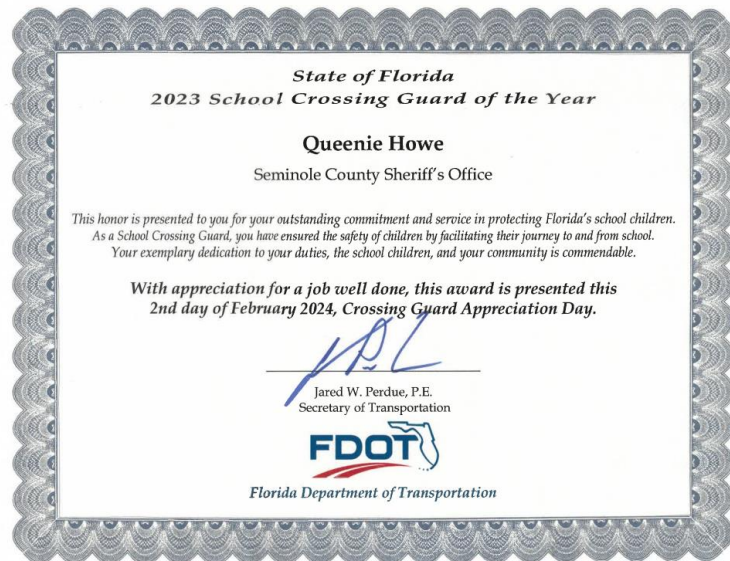 State of Florida
2023 School Crossing Guard of the Year
Queenie Howe
Seminole County Sheriff's Office
This honor is presented to you for your outstanding commitment and service in protecting Florida's school children.
As a School Crossing Guard, you have ensured the safety of children by facilitating their journey to and from school.
Your exemplary dedication to your duties, the school children, and your community is commendable.
With appreciation for a job well done, this award is presented this
2nd day of February 2024, Crossing Guard Appreciation Day.
Jared W. Perdue, P.E.
Secretary of Transportation
FDOT
Florida Department of Transportation